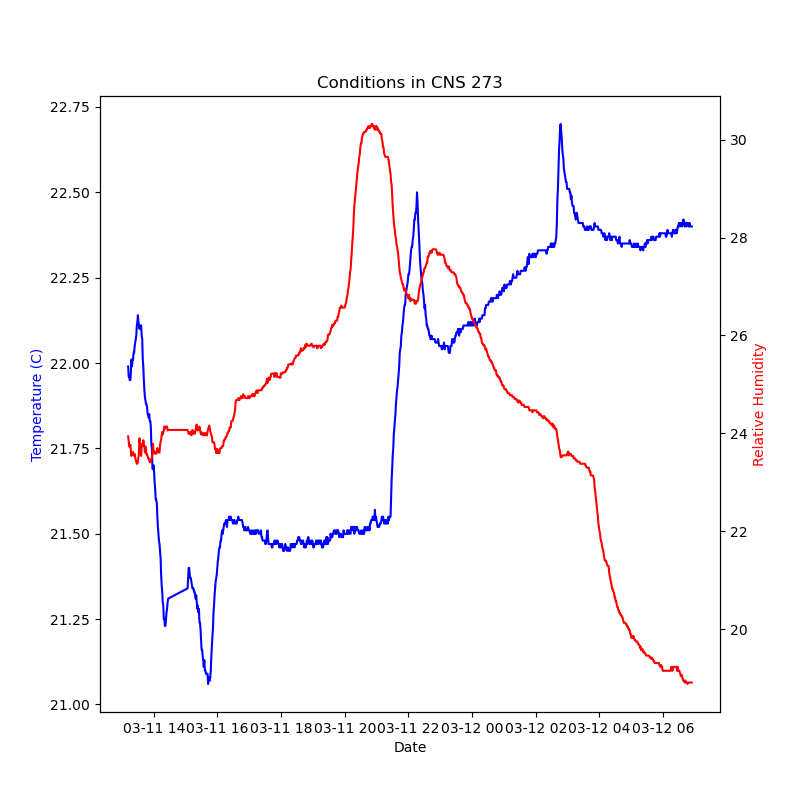 Conditions in CNS 273
22.75
22.50
22.25
22.00
21.75
21.50
21.25
21.00
Temperature (C)
30
28
26
24
22
20
Relative Humidity
03-11 14 03-11 16 03-11 18 03-11 20 03-11 22 03-12 00 03-12 02 03-12 04 03-12 06
Date